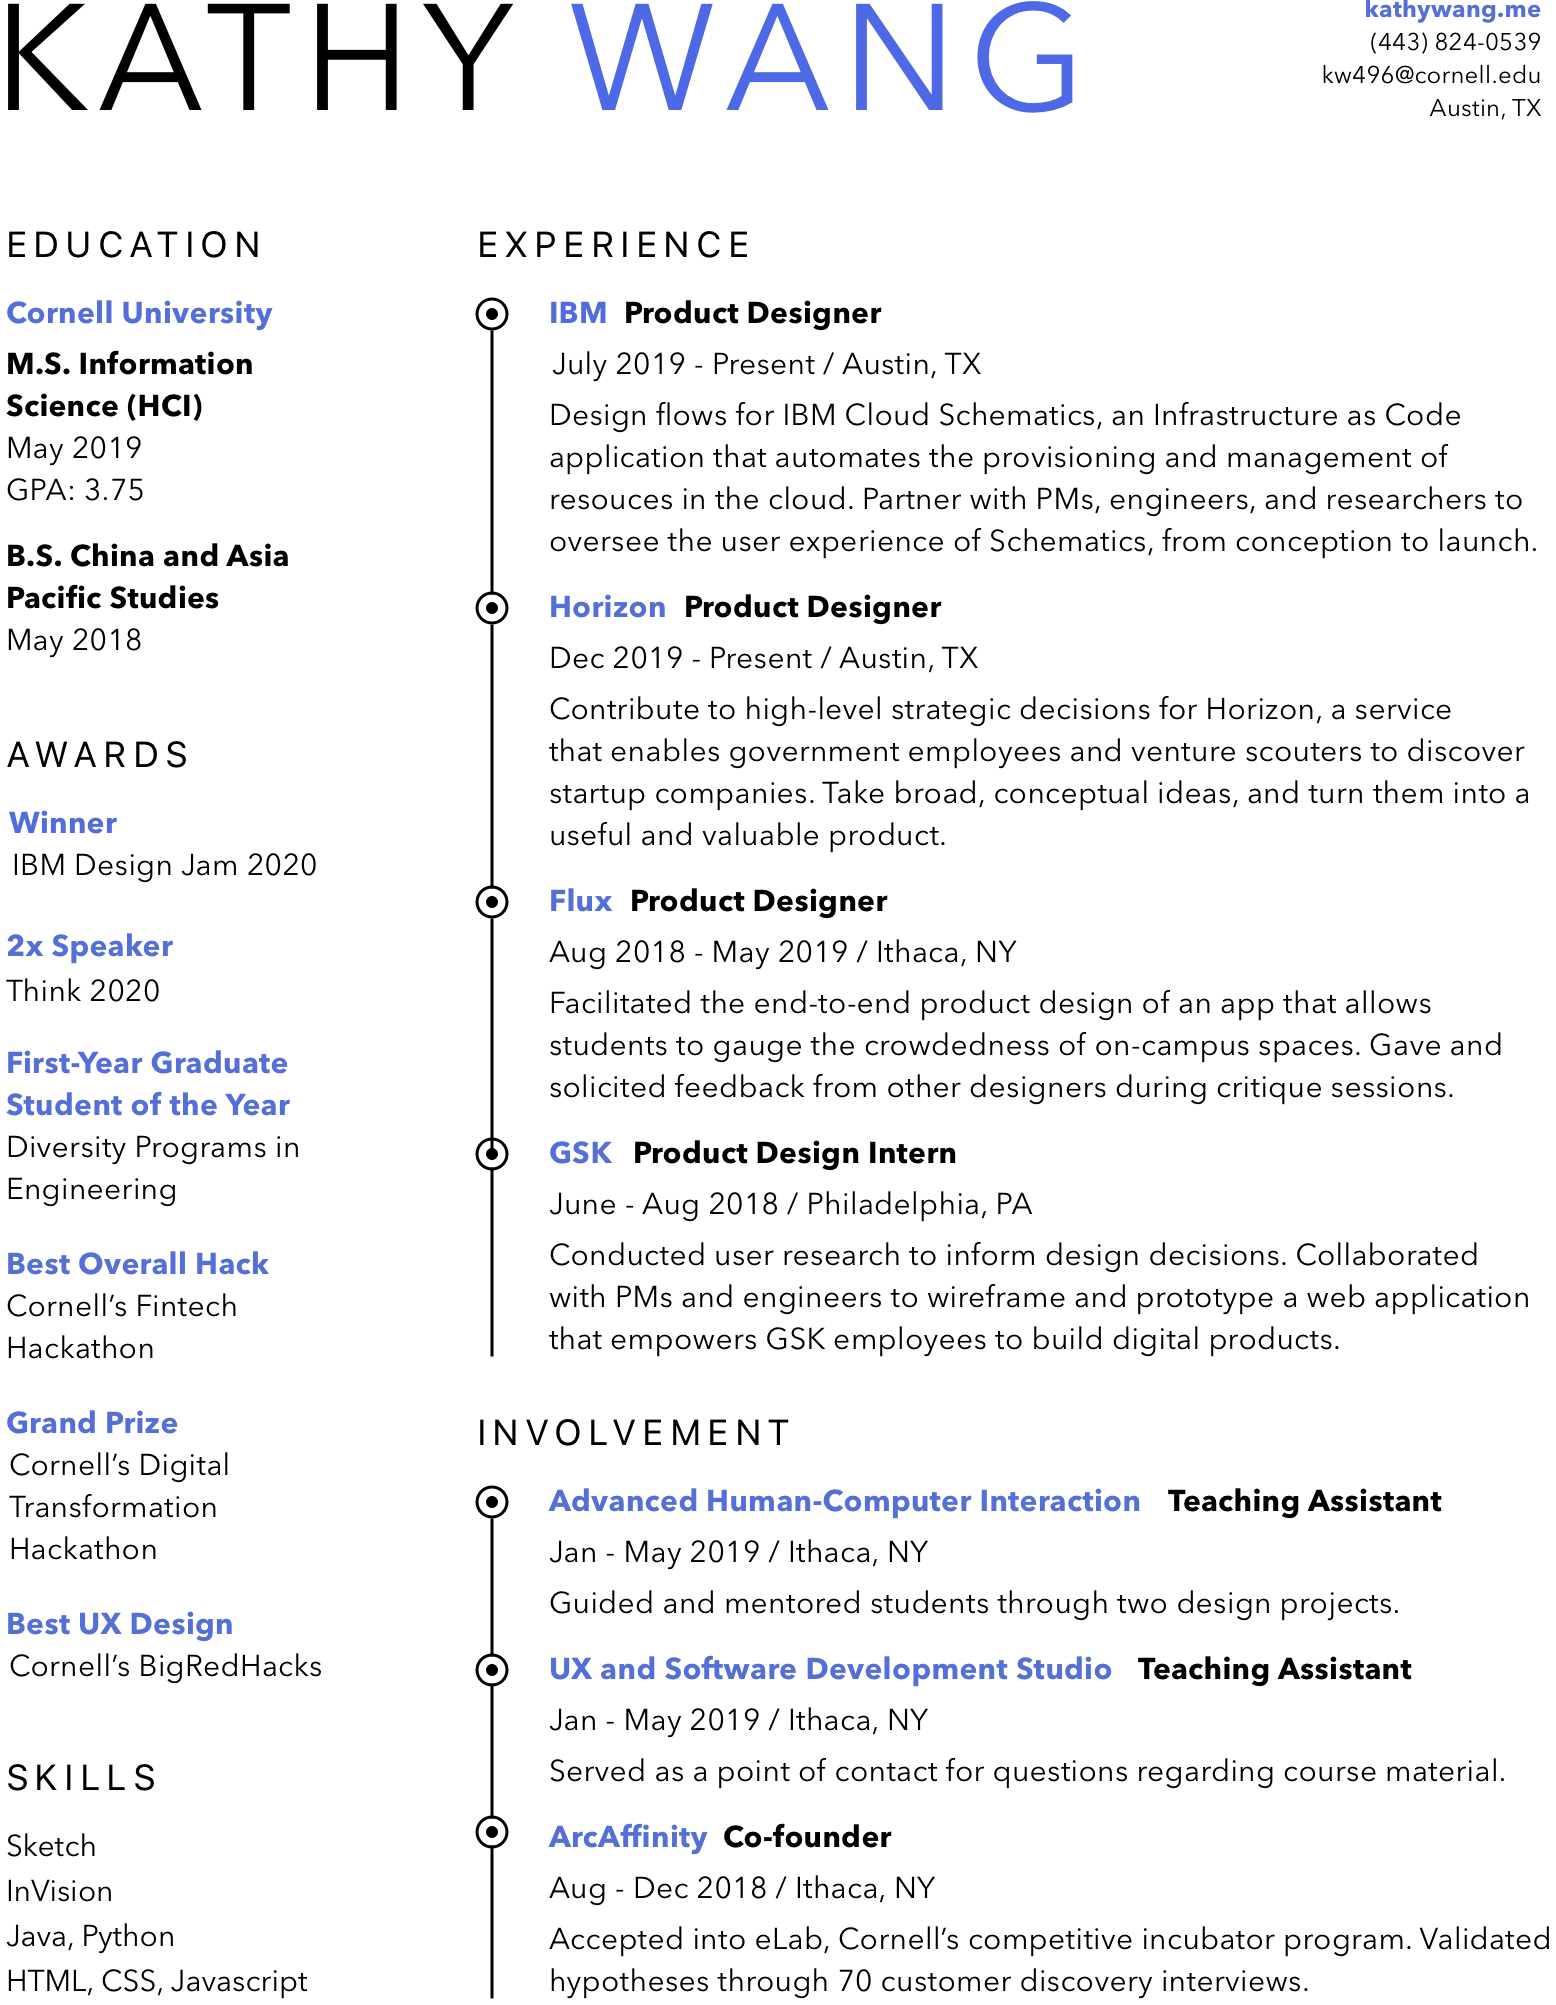 KATHY WANG
kathywang.me
(443) 824-0539
kw496@cornell.edu
Austin, TX
EDUCATION
Cornell University
M.S. Information
Science (HCI)
May 2019
GPA: 3.75
B.S. China and Asia
Pacific Studies
May 2018
AWARDS
Winner
IBM Design Jam 2020
2x Speaker
Think 2020
First-Year Graduate
Student of the Year
Diversity Programs in
Engineering
Best Overall Hack
Cornell’s Fintech
Hackathon
Grand Prize
Cornell’s Digital
Transformation
Hackathon
Best UX Design
Cornell’s BigRedHacks
SKILLS
Sketch
InVision
Java, Python
HTML, CSS, Javascript
EXPERIENCE
IBM Product Designer
July 2019 - Present / Austin, TX
Design flows for IBM Cloud Schematics, an Infrastructure as Code
application that automates the provisioning and management of
resouces in the cloud. Partner with PMs, engineers, and researchers to
oversee the user experience of Schematics, from conception to launch.
Horizon Product Designer
Dec 2019 - Present / Austin, TX
Contribute to high-level strategic decisions for Horizon, a service
that enables government employees and venture scouters to discover
startup companies. Take broad, conceptual ideas, and turn them into a
useful and valuable product.
Flux Product Designer
Aug 2018 - May 2019 / Ithaca, NY
Facilitated the end-to-end product design of an app that allows
students to gauge the crowdedness of on-campus spaces. Gave and
solicited feedback from other designers during critique sessions.
GSK Product Design Intern
June - Aug 2018 / Philadelphia, PA
Conducted user research to inform design decisions. Collaborated
with PMs and engineers to wireframe and prototype a web application
that empowers GSK employees to build digital products.
INVOLVEMENT
Advanced Human-Computer Interaction Teaching Assistant
Jan - May 2019 / Ithaca, NY
Guided and mentored students through two design projects.
UX and Software Development Studio Teaching Assistant
Jan - May 2019 / Ithaca, NY
Served as a point of contact for questions regarding course material.
ArcAffinity Co-founder
Aug - Dec 2018 / Ithaca, NY
Accepted into eLab, Cornell’s competitive incubator program. Validated
hypotheses through 70 customer discovery interviews.